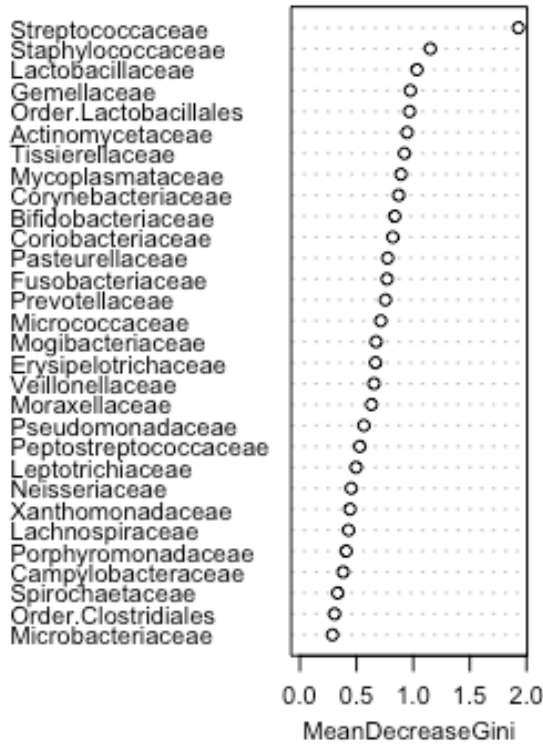 Streptococcaceae
Staphylococcaceae
Lactobacillaceae
Gemellaceae
Order.Lactobacillales
Actinomycetaceae
Tissierellaceae
Mycoplasmataceae
Corynebacteriaceae
Bifidobacteriaceae
Coriobacteriaceae
Pasteurellaceae
Fusobacteriaceae
Prevotellaceae
Micrococcaceae
Mogibacteriaceae
Erysipelotrichaceae
Veillonellaceae
Moraxellaceae
Pseudomonadaceae
Peptostreptococcaceae
Leptotrichiaceae
Neisseriaceae
Xanthomonadaceae
Lachnospiraceae
Porphyromonadaceae
Campylobacteraceae
Spirochaetaceae
Order.Clostridiales
Microbacteriaceae
0.0 0.5 1.0 1.5 2.0
MeanDecreaseGini